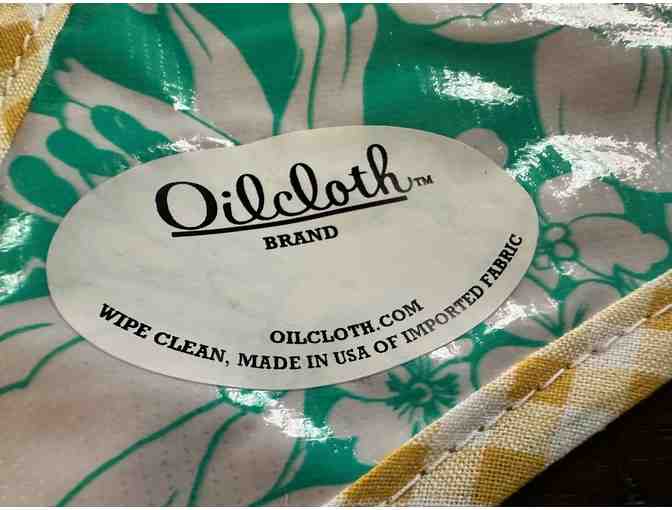 Oilcloth™
BRAND
OILCLOTH.COM
WIPE CLEAN, MADE IN USA OF IMPORTED FABRIC